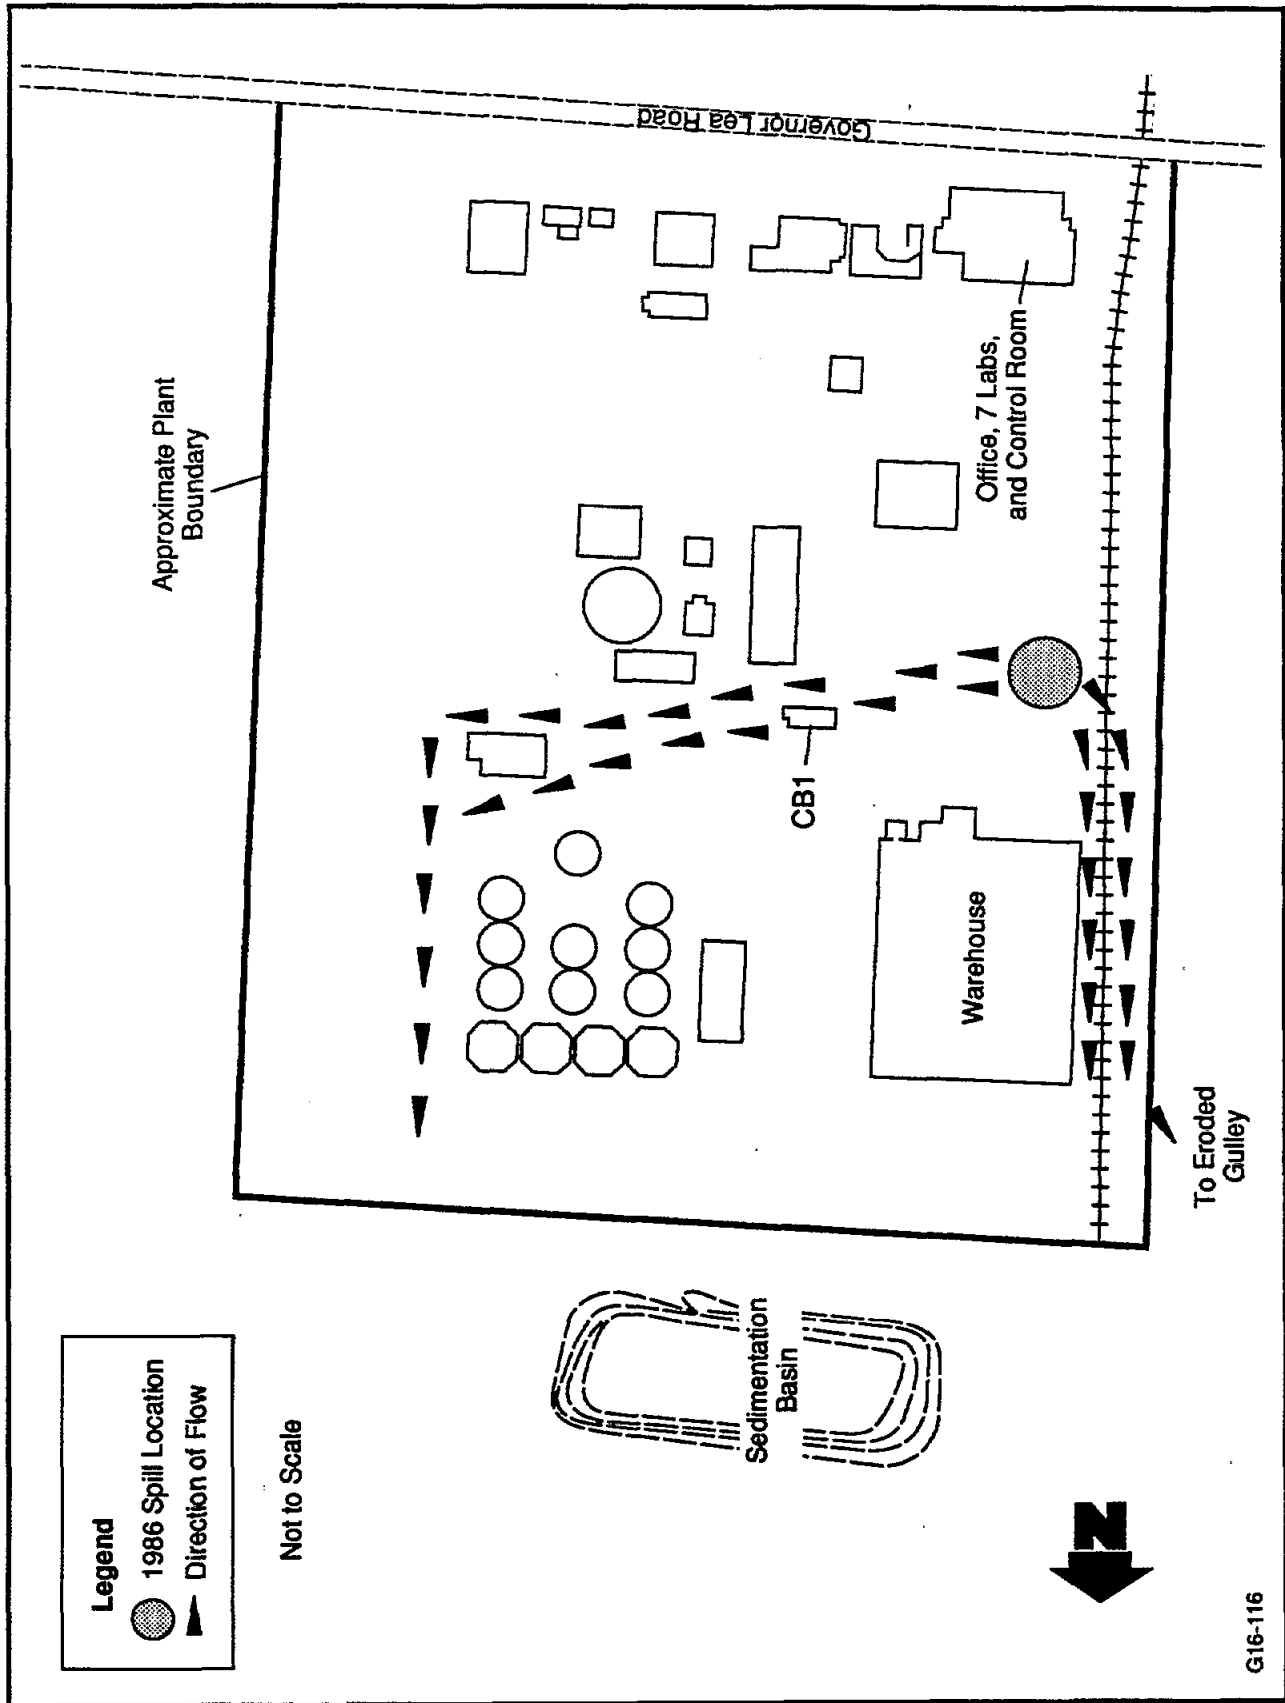 Governor Lea Road
Approximate Plant
Boundary
Office, 7 Labs,
and Control Room
CB1
Warehouse
To Eroded
Gulley
Sedimentation
Basin
Legend
1986 Spill Location
Direction of Flow
Not to Scale
N
G16-116